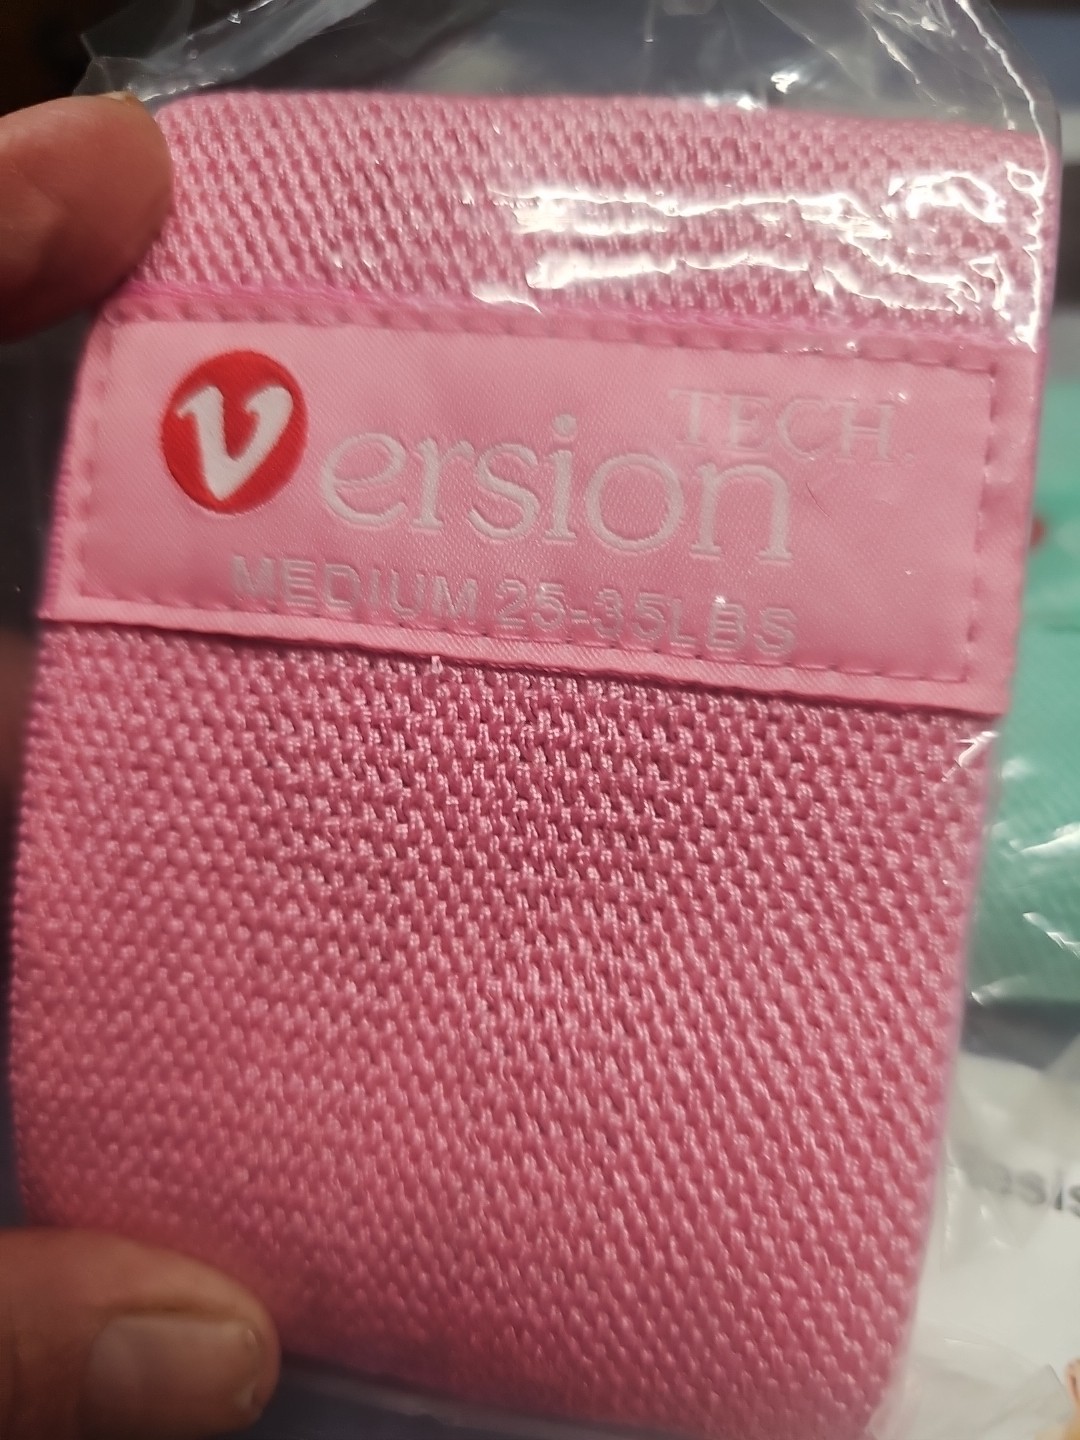 Version TECH.
MEDIUM 25-35LBS